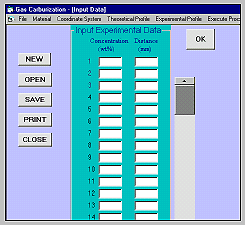 Gas Carburization - [Input Data]
File Material Coordinate System Theoretical Profile Experimental Profile Execute Proce
Input Experimental Data
Concentration Distance
(wt%) (mm)
OK
NEW
OPEN
SAVE
PRINT
CLOSE
1
2
3
4
5
6
7
8
9
10
11
12
13
14